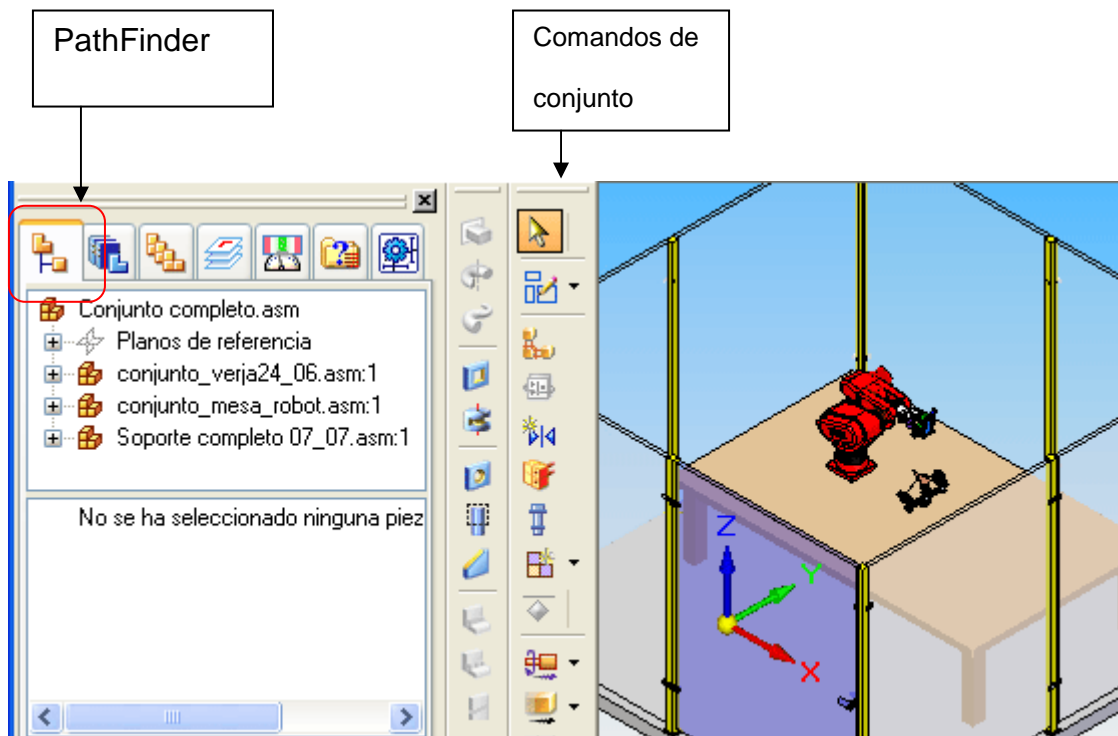 PathFinder
Comandos de
conjunto
Conjunto completo.asm
Planos de referencia
conjunto_verja24_06.asm:1
conjunto_mesa_robot.asm:1
Soporte completo 07_07.asm:1
No se ha seleccionado ninguna piez
Z
Y
X